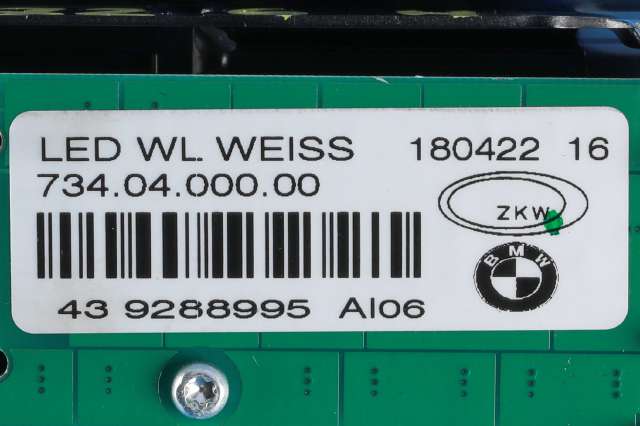 LED WL. WEISS 180422 16
734.04.000.00
ZKW
BMW
43 9288995 AI06